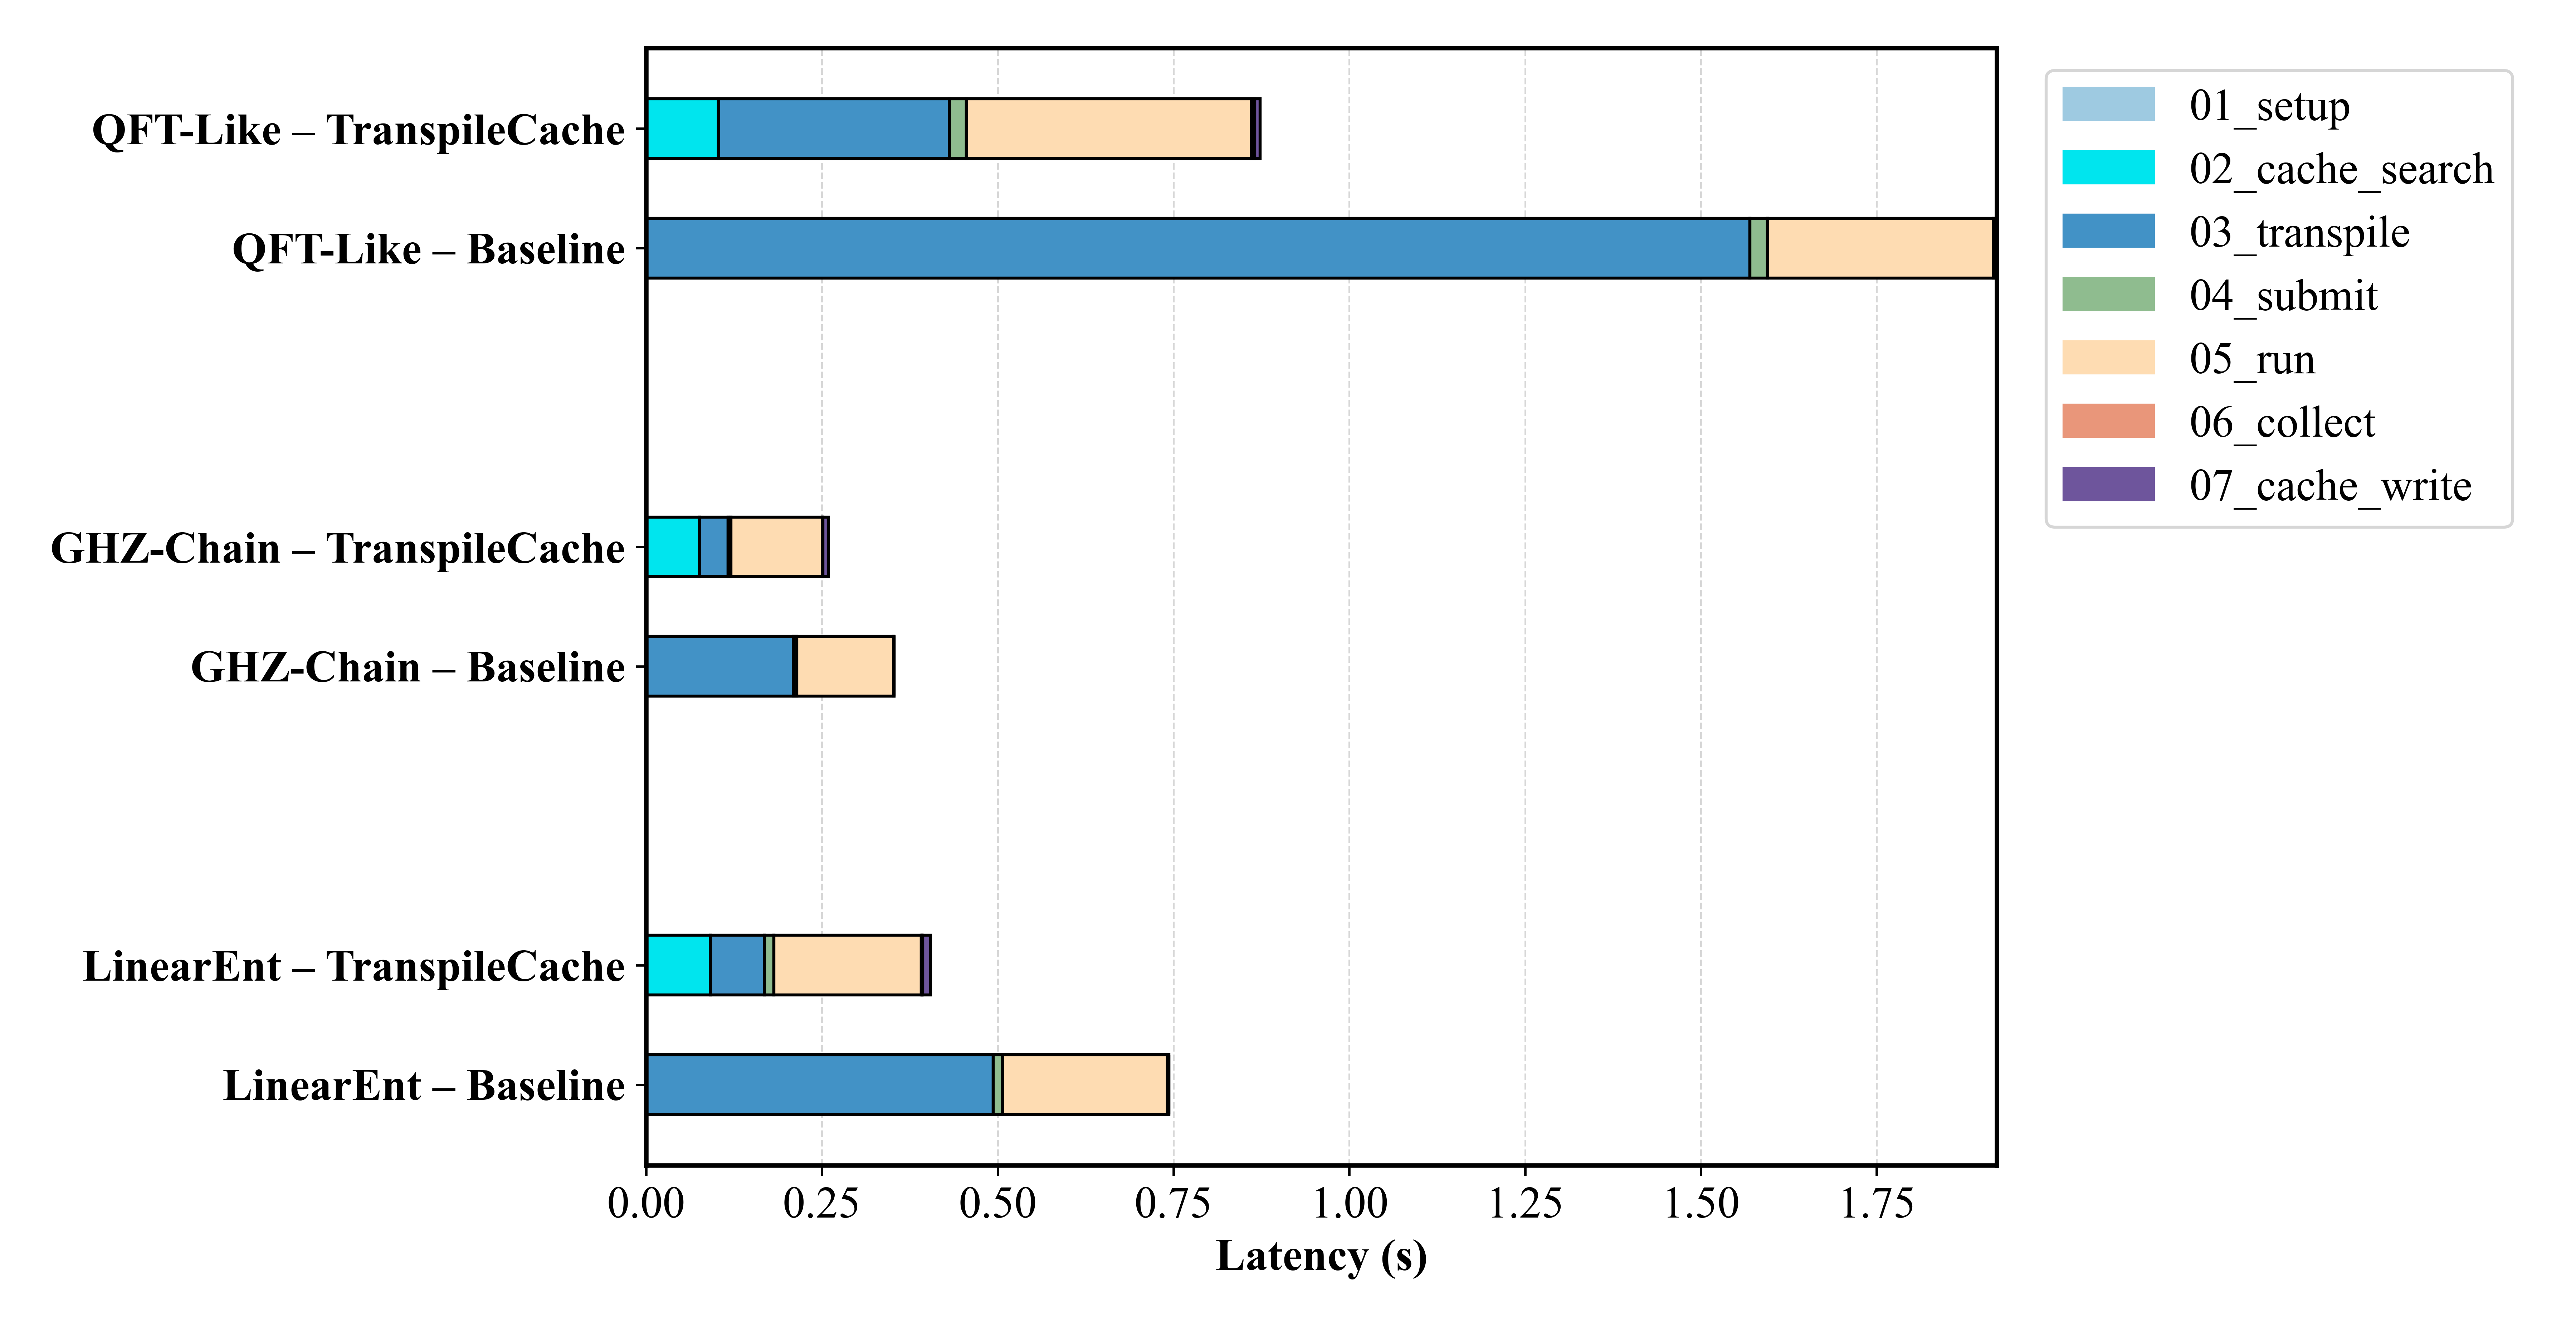 QFT-Like – TranspileCache
QFT-Like – Baseline
GHZ-Chain – TranspileCache
GHZ-Chain – Baseline
LinearEnt – TranspileCache
LinearEnt – Baseline
0.00 0.25 0.50 0.75 1.00 1.25 1.50 1.75
Latency (s)
01_setup
02_cache_search
03_transpile
04_submit
05_run
06_collect
07_cache_write